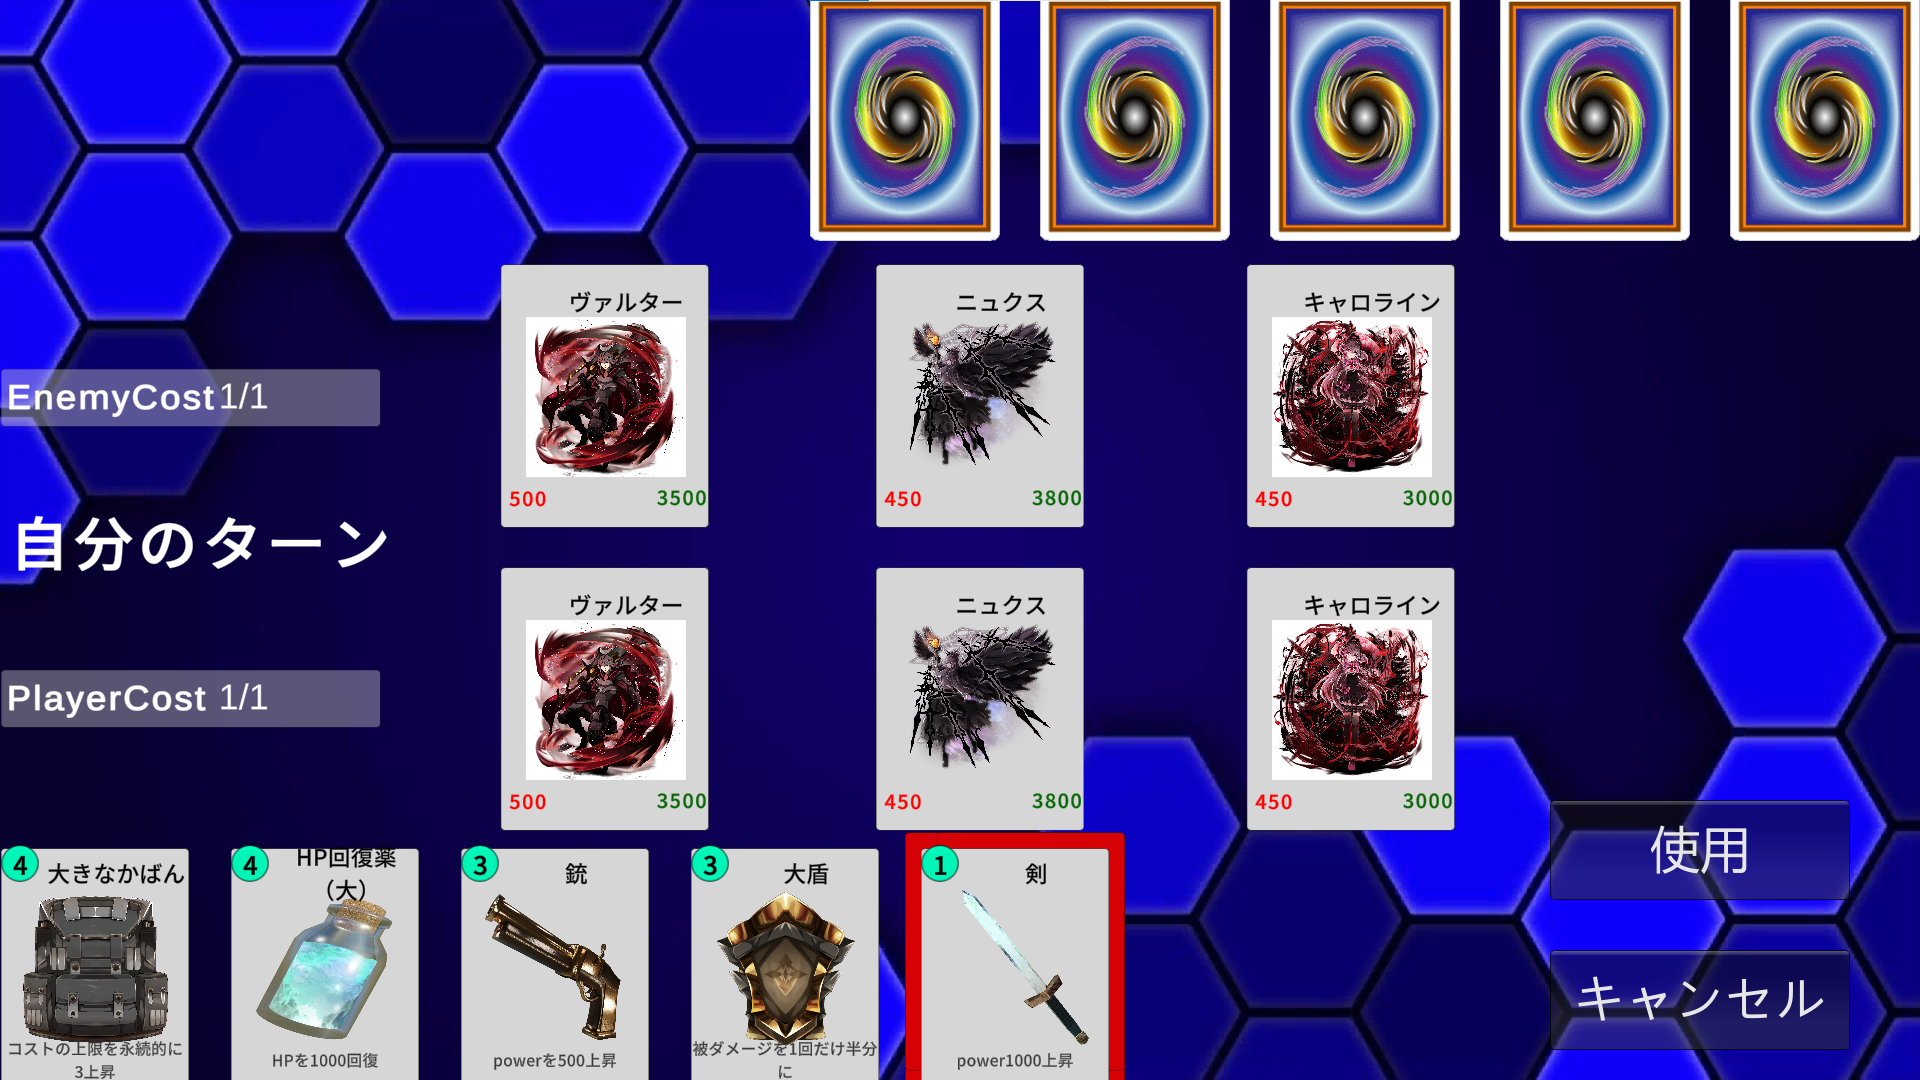 ヴァルター
ニュクス
キャロライン
EnemyCost 1/1
500
3500
450
3800
450
3000
自分のターン
ヴァルター
ニュクス
キャロライン
PlayerCost 1/1
500
3500
450
3800
450
3000
4
大きなかばん
コストの上限を永続的に
3上昇
4
HP回復薬
（大）
HPを1000回復
3
銃
powerを500上昇
3
大盾
被ダメージを1回だけ半分
に
1
剣
power1000上昇
使用
キャンセル